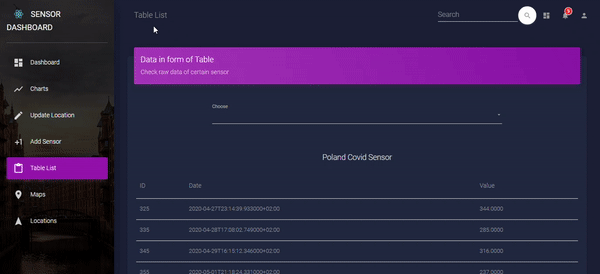 SENSOR
DASHBOARD
Dashboard
Charts
Update Location
+1 Add Sensor
Table List
Maps
Locations
Table List
Search
Data in form of Table
Check raw data of certain sensor
Choose
Poland Covid Sensor
ID Date Value
325 2020-04-27T23:14:39.933000+02:00 344.0000
335 2020-04-28T17:08:02.749000+02:00 285.0000
345 2020-04-29T16:15:12.346000+02:00 316.0000
355 2020-05-01T21:18:24.331000+02:00 237.0000